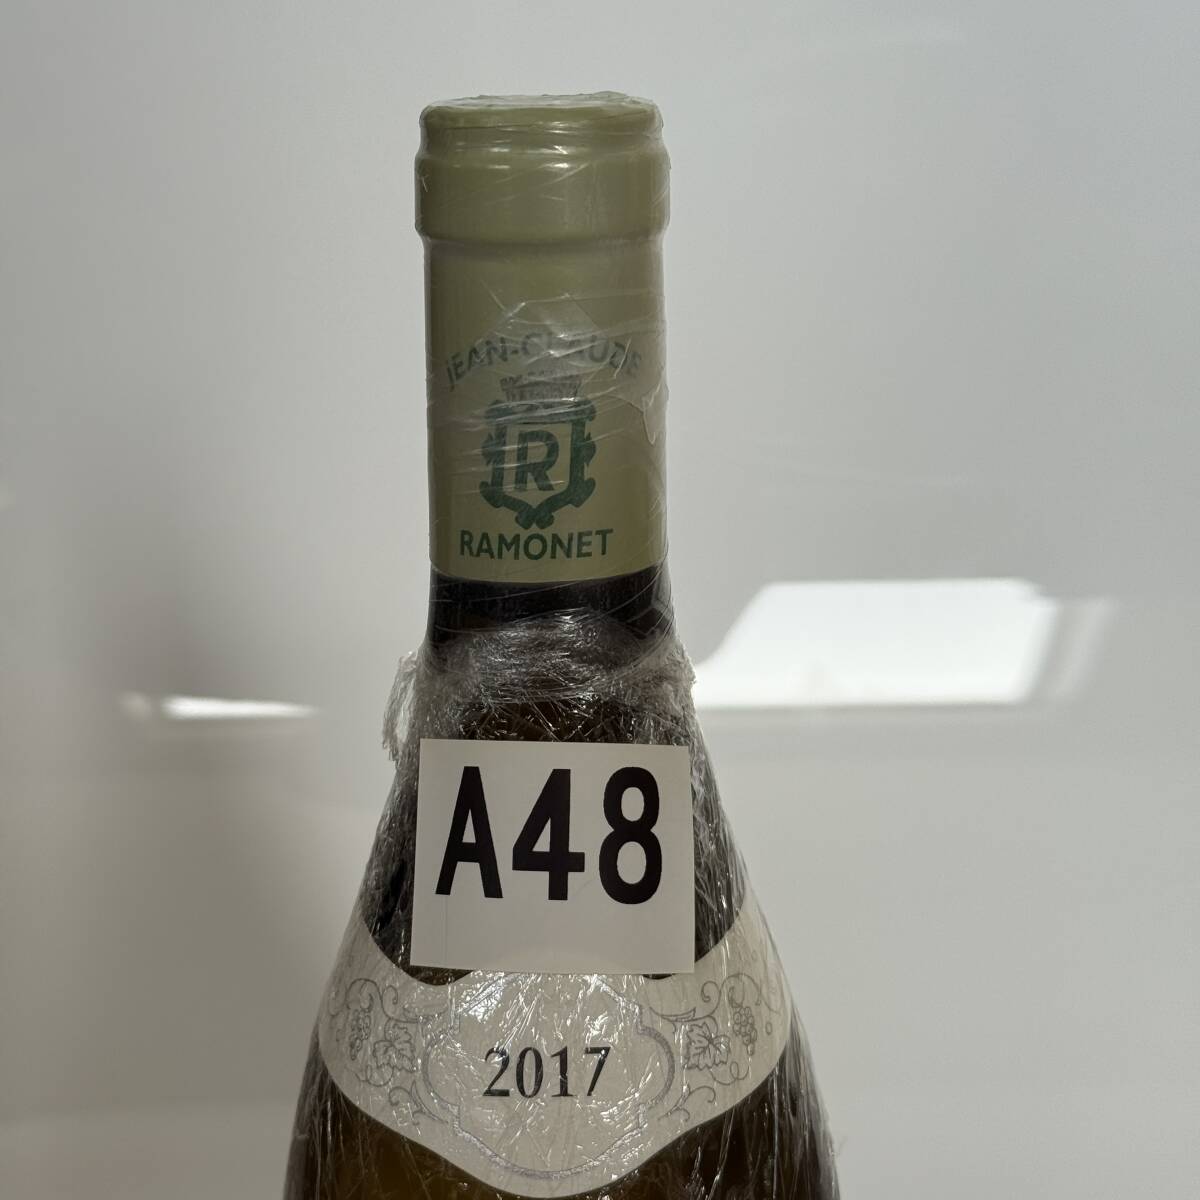 JEAN-CLAUDE
R
RAMONET
A48
2017